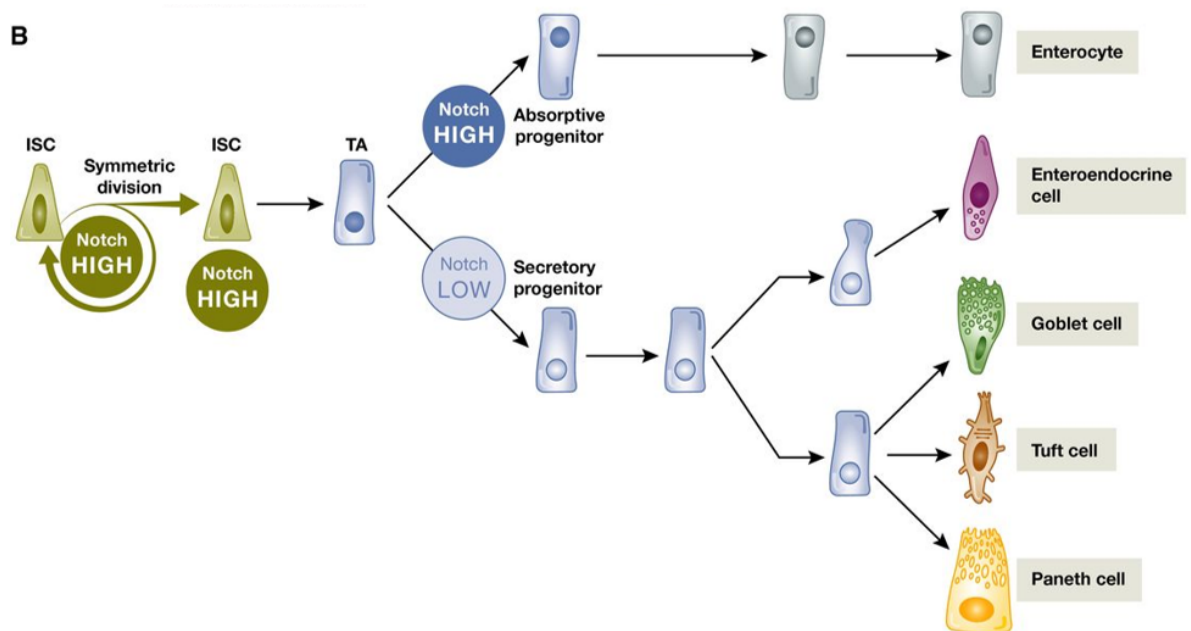 B
ISC
Symmetric
division
Notch
HIGH
ISC
Notch
HIGH
TA
Notch
HIGH
Absorptive
progenitor
Notch
LOW
Secretory
progenitor
Enterocyte
Enteroendocrine
cell
Goblet cell
Tuft cell
Paneth cell